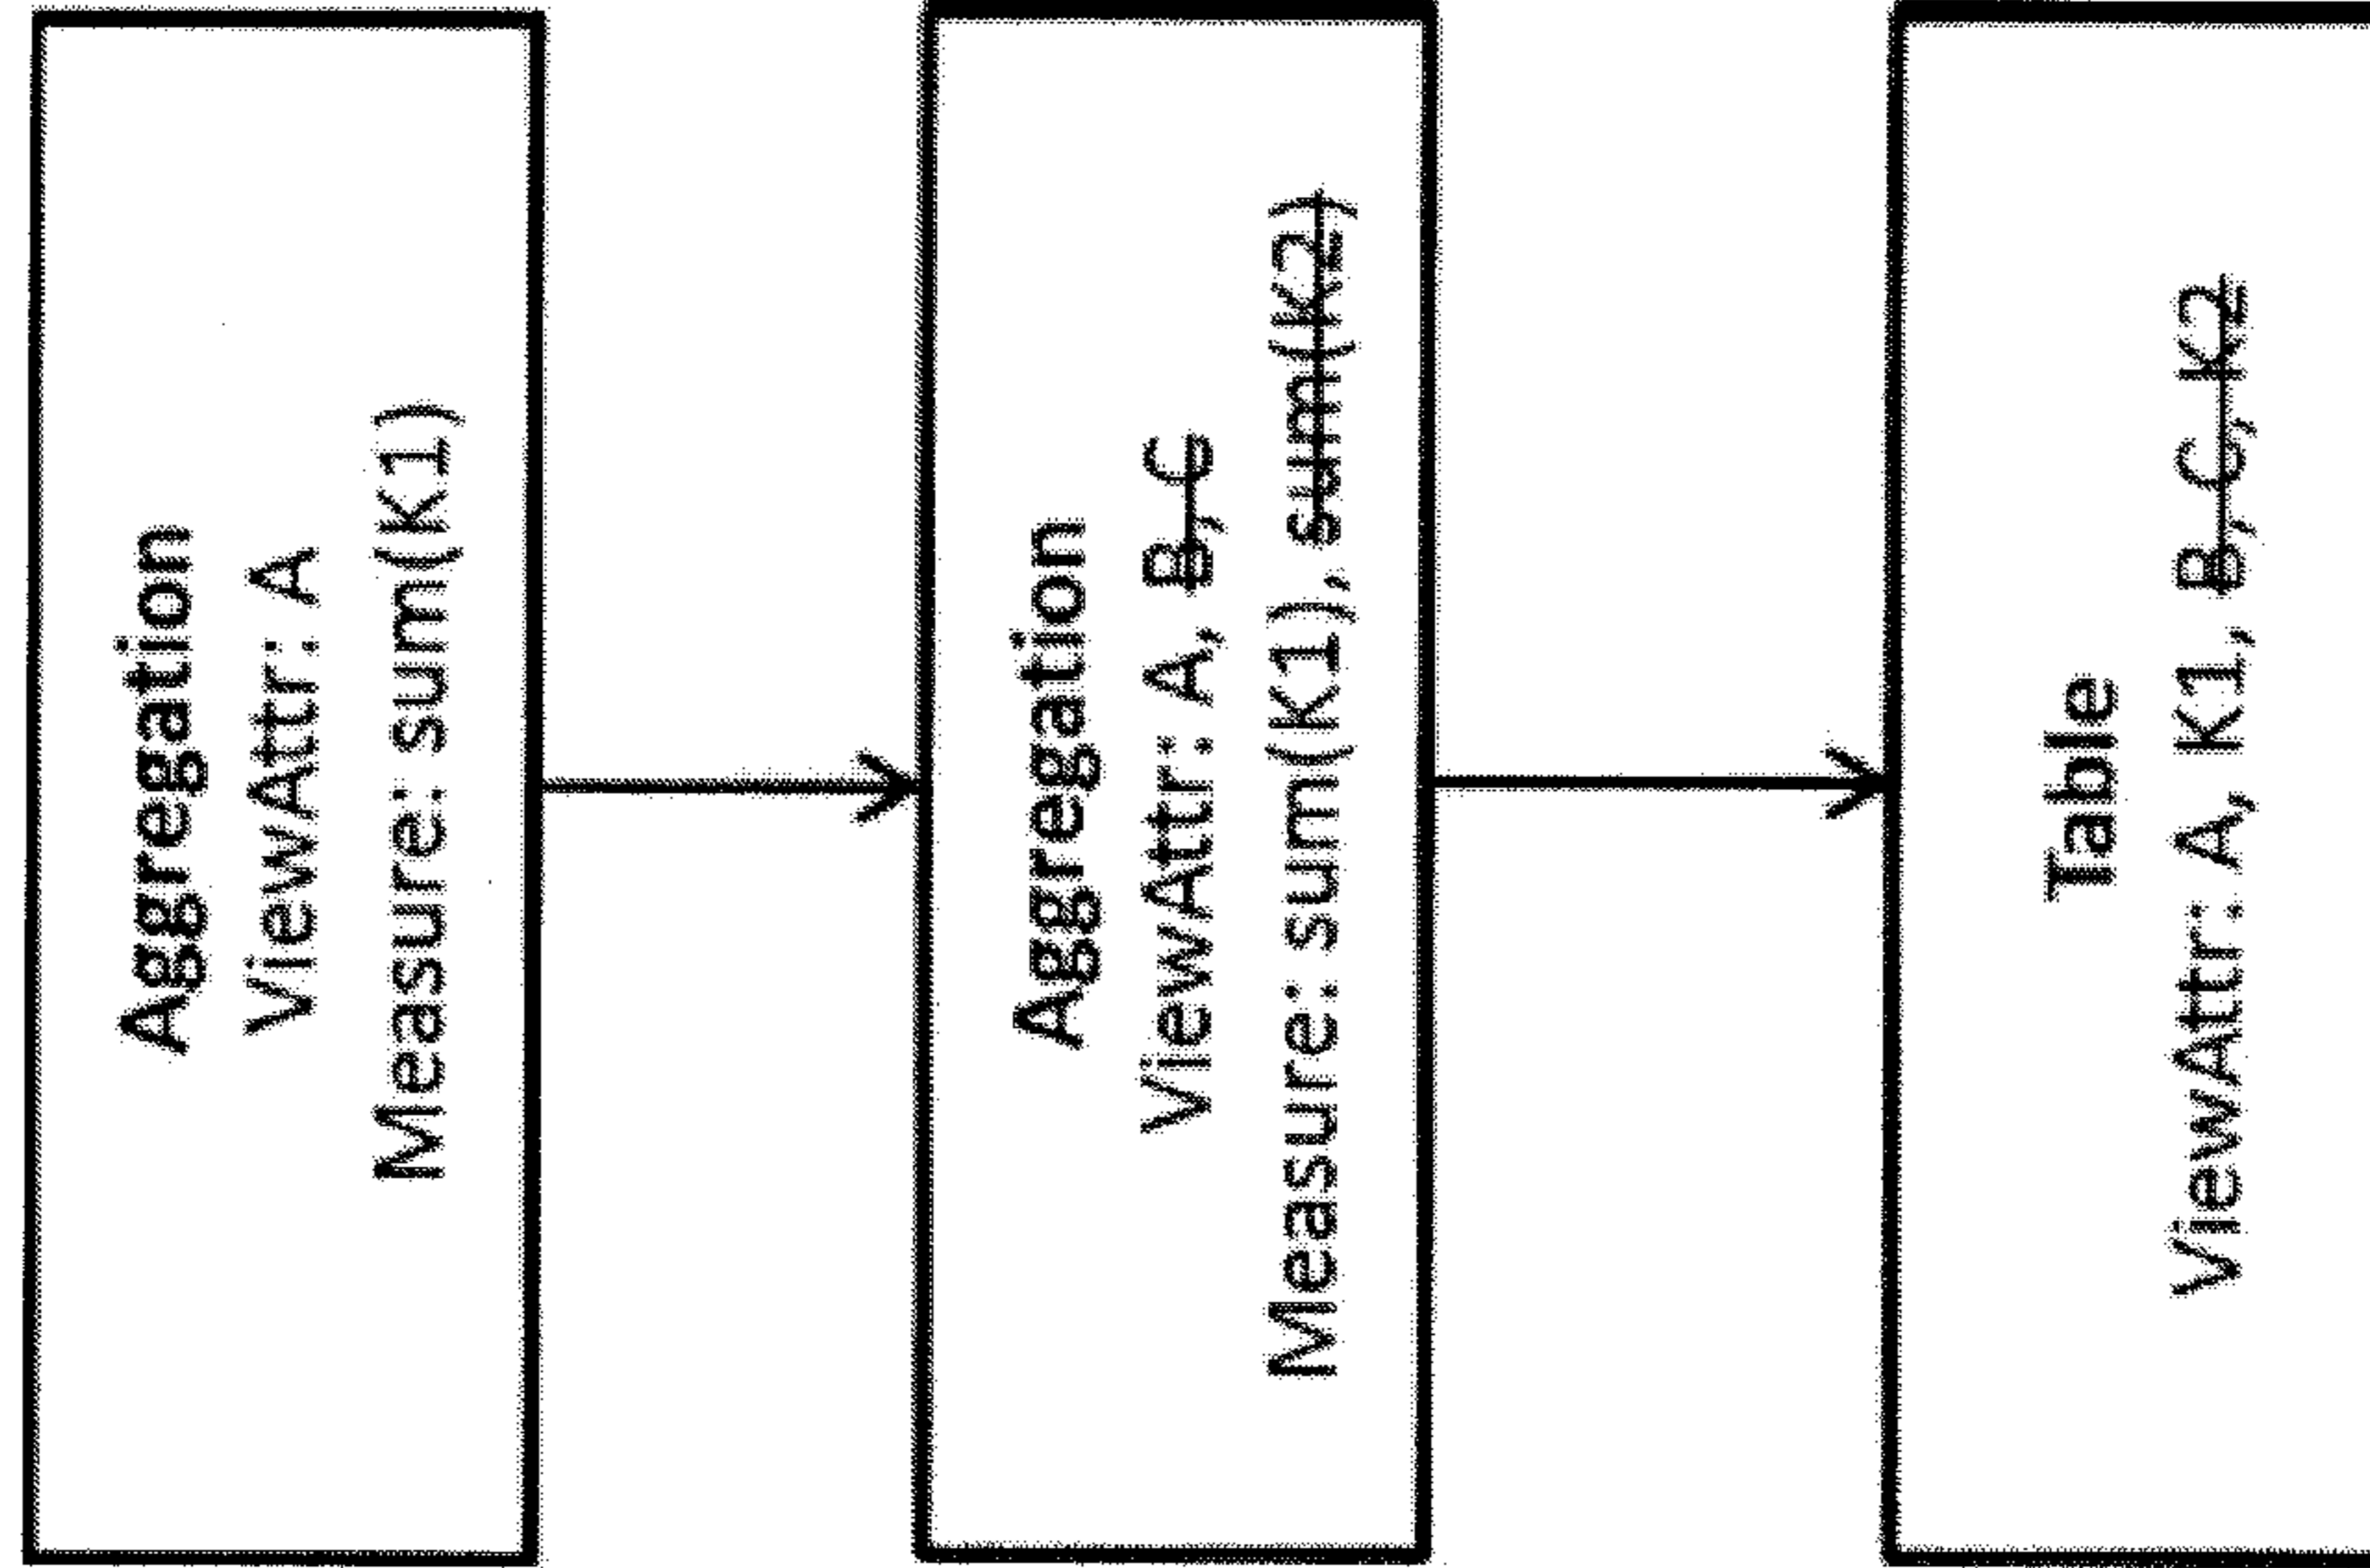 Aggregation
ViewAttr: A
Measure: sum(K1)
Aggregation
ViewAttr: A, B, C
Measure: sum(K1), sum(K2)
Table
ViewAttr: A, K1, B, C, K2